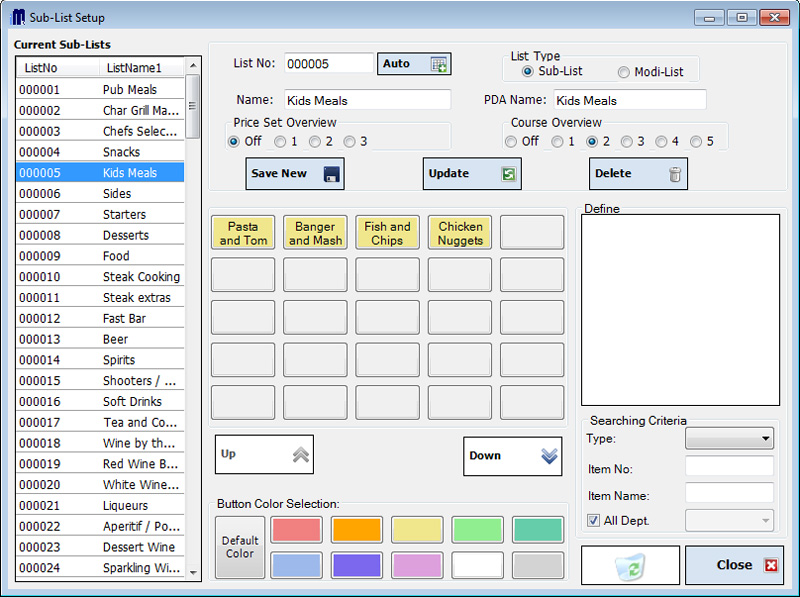 Sub-List Setup
Current Sub-Lists
ListNo ListName1
000001 Pub Meals
000002 Char Grill Ma...
000003 Chefs Selec...
000004 Snacks
000005 Kids Meals
000006 Sides
000007 Starters
000008 Desserts
000009 Food
000010 Steak Cooking
000011 Steak extras
000012 Fast Bar
000013 Beer
000014 Spirits
000015 Shooters / ...
000016 Soft Drinks
000017 Tea and Co...
000018 Wine by th...
000019 Red Wine B...
000020 White Wine...
000021 Liqueurs
000022 Aperitif / Po...
000023 Dessert Wine
000024 Sparkling Wi...
List No: 000005 Auto
List Type
Sub-List Modi-List
Name: Kids Meals
PDA Name: Kids Meals
Price Set Overview
Off 1 2 3
Course Overview
Off 1 2 3 4 5
Save New
Update
Delete
Pasta
and Tom
Banger
and Mash
Fish and
Chips
Chicken
Nuggets
Up
Down
Button Color Selection:
Default
Color
Define
Searching Criteria
Type:
Item No:
Item Name:
All Dept.
Close